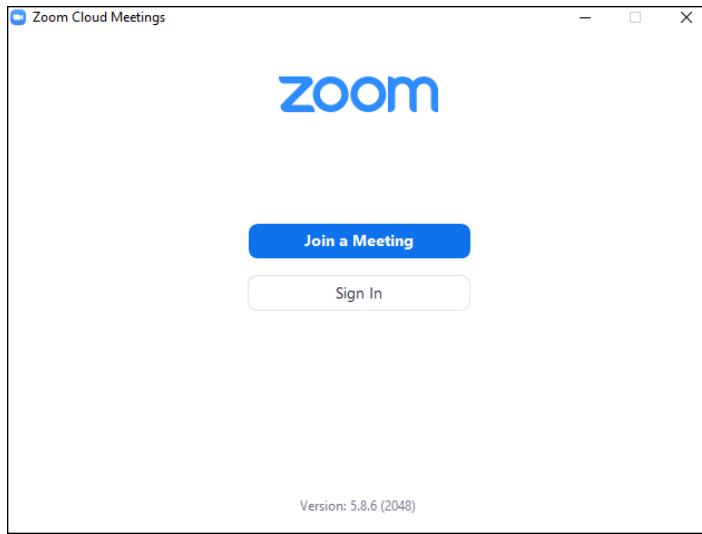 Zoom Cloud Meetings
zoom
Join a Meeting
Sign In
Version: 5.8.6 (2048)